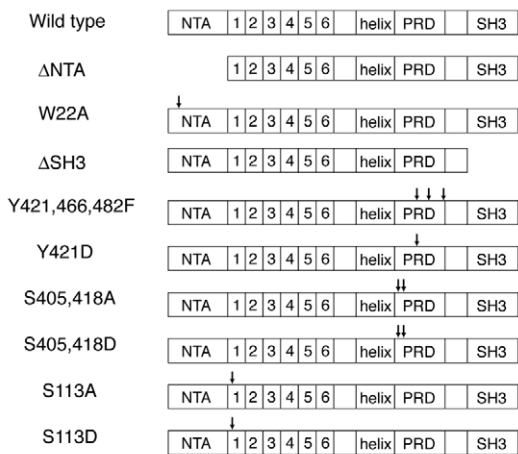 Wild type NTA 1 2 3 4 5 6 helix PRD SH3
ΔNTA 1 2 3 4 5 6 helix PRD SH3
W22A NTA 1 2 3 4 5 6 helix PRD SH3
ΔSH3 NTA 1 2 3 4 5 6 helix PRD
Y421,466,482F NTA 1 2 3 4 5 6 helix PRD SH3
Y421D NTA 1 2 3 4 5 6 helix PRD SH3
S405,418A NTA 1 2 3 4 5 6 helix PRD SH3
S405,418D NTA 1 2 3 4 5 6 helix PRD SH3
S113A NTA 1 2 3 4 5 6 helix PRD SH3
S113D NTA 1 2 3 4 5 6 helix PRD SH3